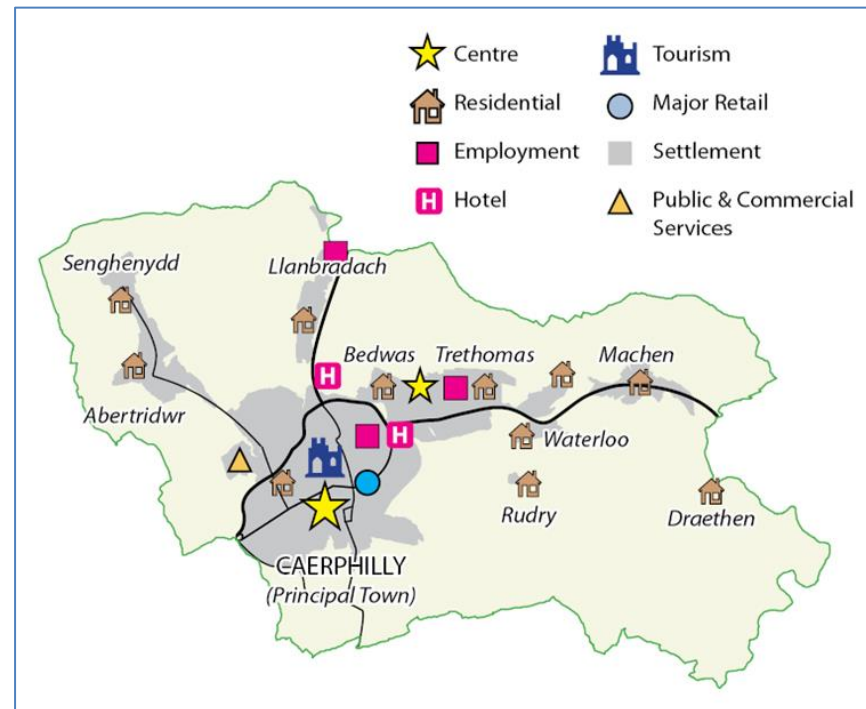 Centre
Tourism
Residential
Major Retail
Employment
Settlement
H
Hotel
Public & Commercial
Services
Senghenydd
Llanbradach
H
Bedwas
Trethomas
Machen
Abertridwr
H
Waterloo
Rudry
Draethen
CAERPHILLY
(Principal Town)